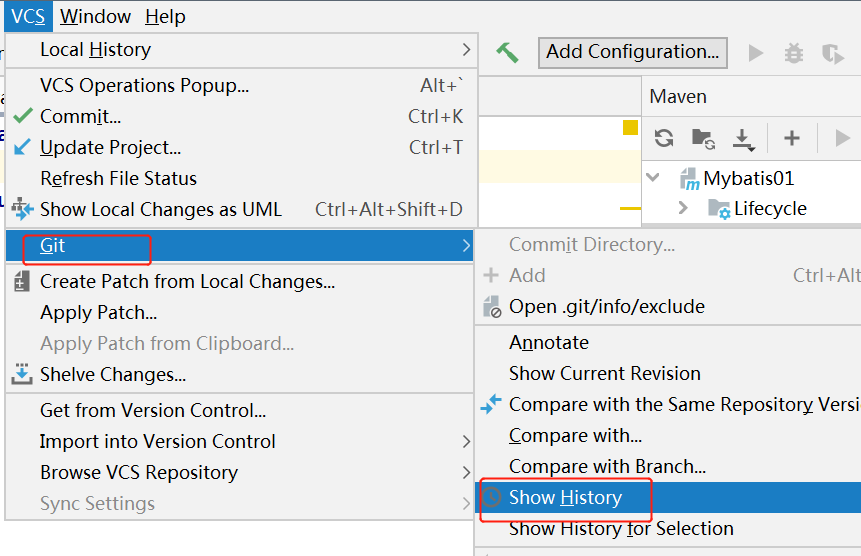 VCS Window Help
Local History
VCS Operations Popup... Alt+`
Commit... Ctrl+K
Update Project... Ctrl+T
Refresh File Status
Show Local Changes as UML Ctrl+Alt+Shift+D
Git
Create Patch from Local Changes...
Apply Patch...
Apply Patch from Clipboard...
Shelve Changes...
Get from Version Control...
Import into Version Control
Browse VCS Repository
Sync Settings
Add Configuration...
Maven
Mybatis01
Lifecycle
Commit Directory...
Add Ctrl+Alt
Open .git/info/exclude
Annotate
Show Current Revision
Compare with the Same Repository Versi
Compare with...
Compare with Branch...
Show History
Show History for Selection